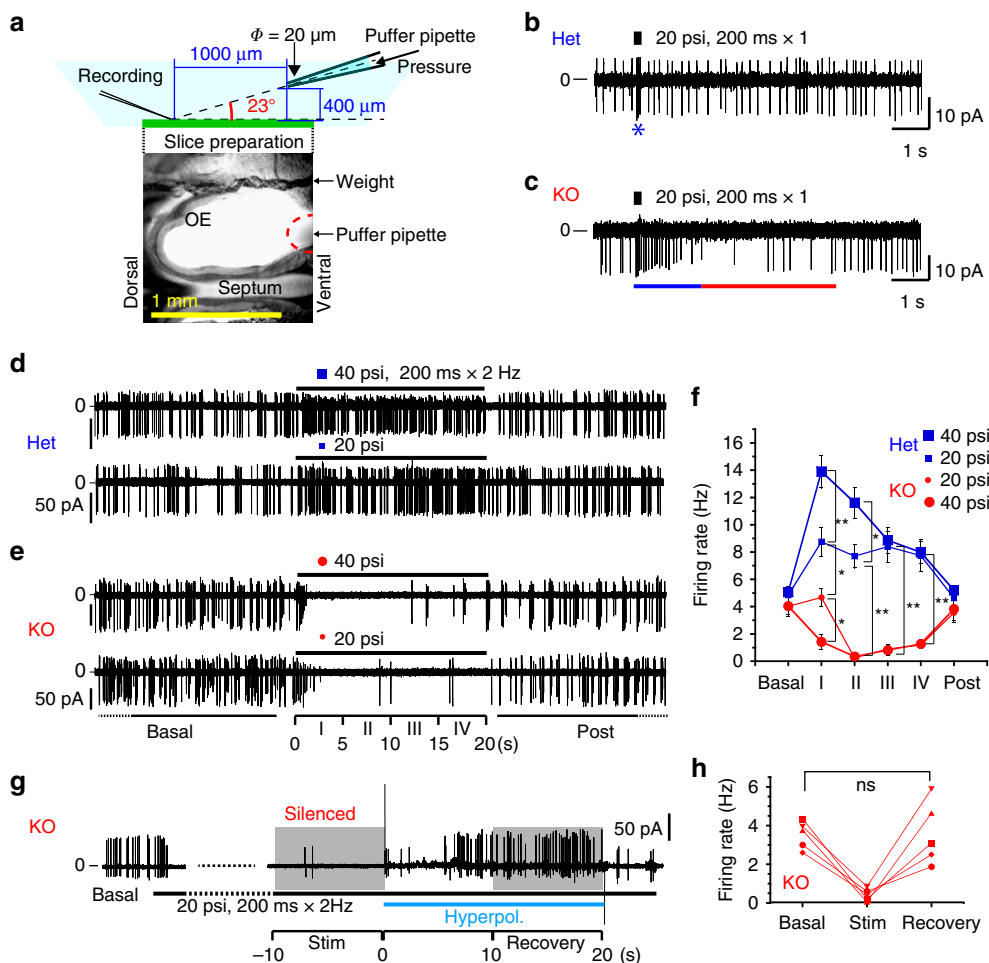 a
Φ = 20 µm
Puffer pipette
Pressure
1000 µm
Recording
23°
400 µm
Slice preparation
OE
Weight
Puffer pipette
Septum
1 mm
Dorsal
Ventral
b
Het
20 psi, 200 ms × 1
0
*
10 pA
1 s
c
KO
20 psi, 200 ms × 1
0
10 pA
1 s
d
40 psi, 200 ms × 2 Hz
0
Het
20 psi
0
50 pA
e
40 psi
0
KO
20 psi
0
50 pA
Basal
I II III IV
0 5 10 15 20 (s)
Post
f
Firing rate (Hz)
16
14
12
10
8
6
4
2
0
Het
40 psi
20 psi
KO
20 psi
40 psi
**
*
*
*
**
**
**
Basal I II III IV Post
g
KO
Silenced
50 pA
0
Basal
20 psi, 200 ms × 2Hz
Hyperpol.
Stim
Recovery
–10 0 10 20 (s)
h
Firing rate (Hz)
6
4
2
0
ns
KO
Basal Stim Recovery